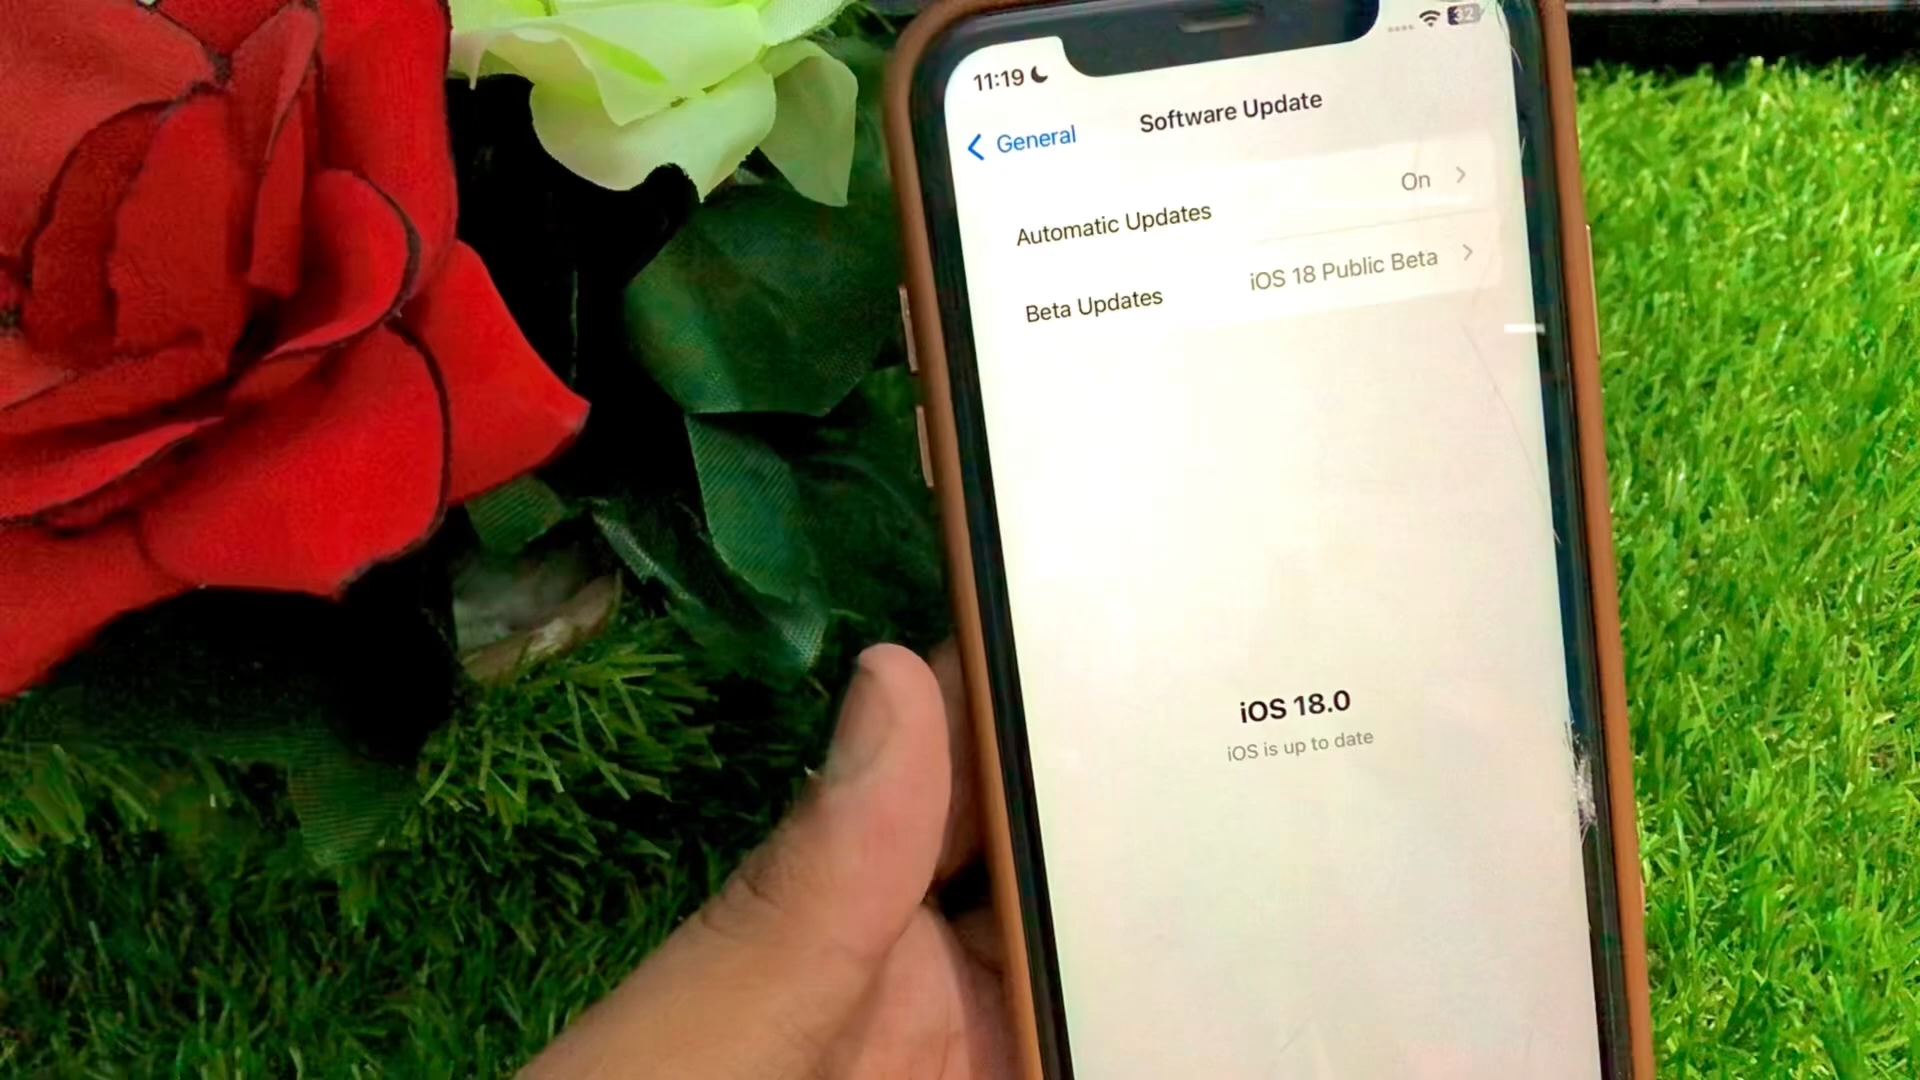 11:19
32
General
Software Update
Automatic Updates
On
Beta Updates
iOS 18 Public Beta
iOS 18.0
iOS is up to date